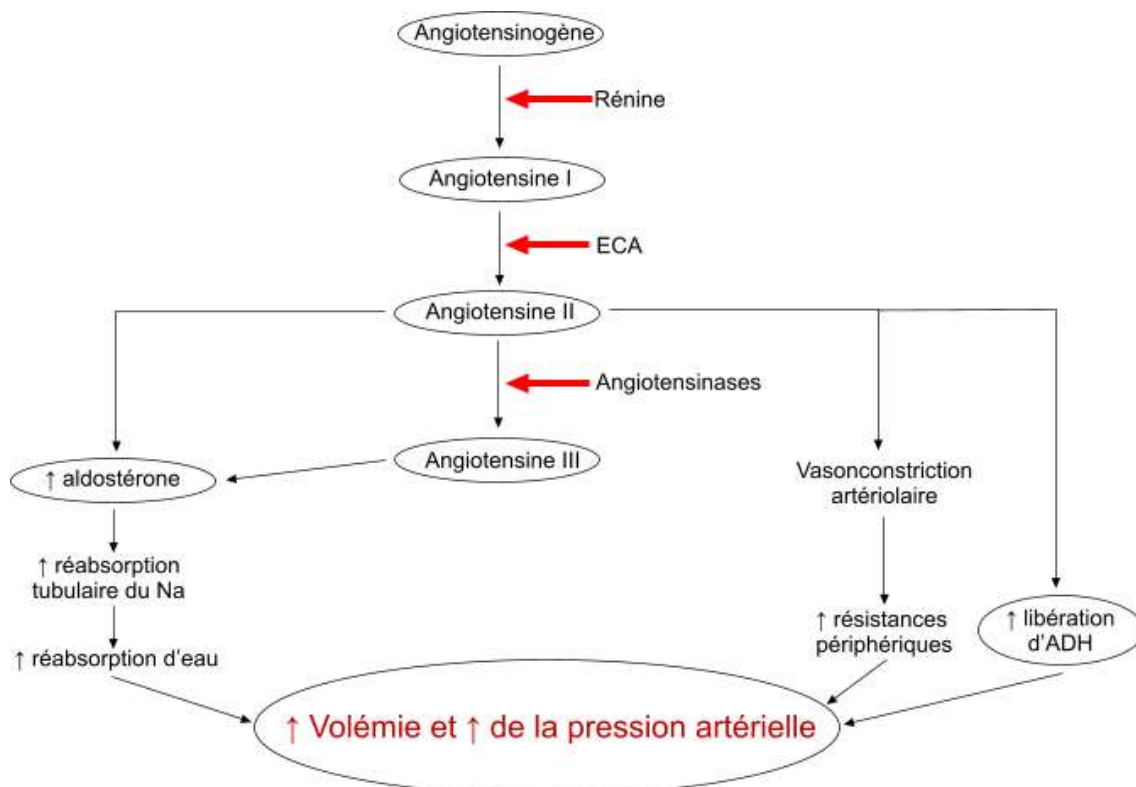 Angiotensinogène
Rénine
Angiotensine I
ECA
Angiotensine II
Angiotensinases
Angiotensine III
↑ aldostérone
Vasonconstriction
artériolaire
↑ réabsorption
tubulaire du Na
↑ résistances
périphériques
↑ libération
d'ADH
↑ réabsorption d'eau
↑ Volémie et ↑ de la pression artérielle